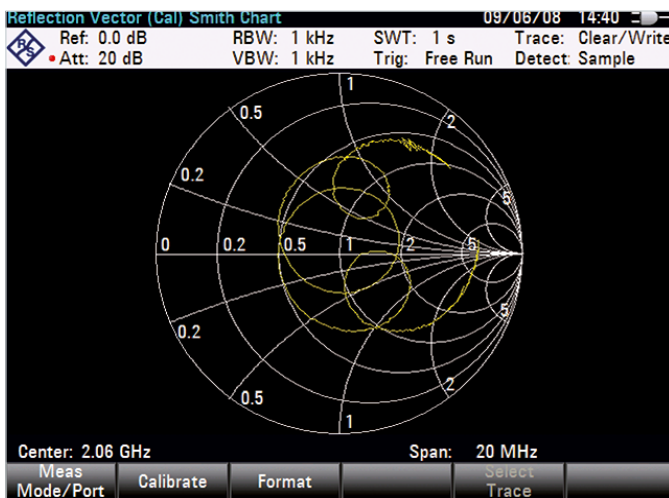 Reflection Vector (Cal) Smith Chart 09/06/08 14:40
Ref: 0.0 dB RBW: 1 kHz SWT: 1 s Trace: Clear/Write
Att: 20 dB VBW: 1 kHz Trig: Free Run Detect: Sample
R S
1
0.5 2
0.2 5
0 0.2 0.5 1 2 5
0.2 5
0.5 2
1
Center: 2.06 GHz Span: 20 MHz
Meas Mode/Port Calibrate Format Select Trace